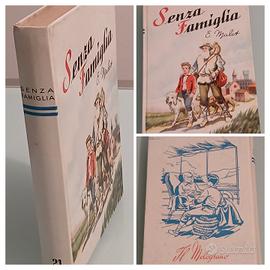 SENZA
FAMIGLIA
21
Senza
Famiglia
E. Malot
Senza
Famiglia
E. Malot
Il Melograno